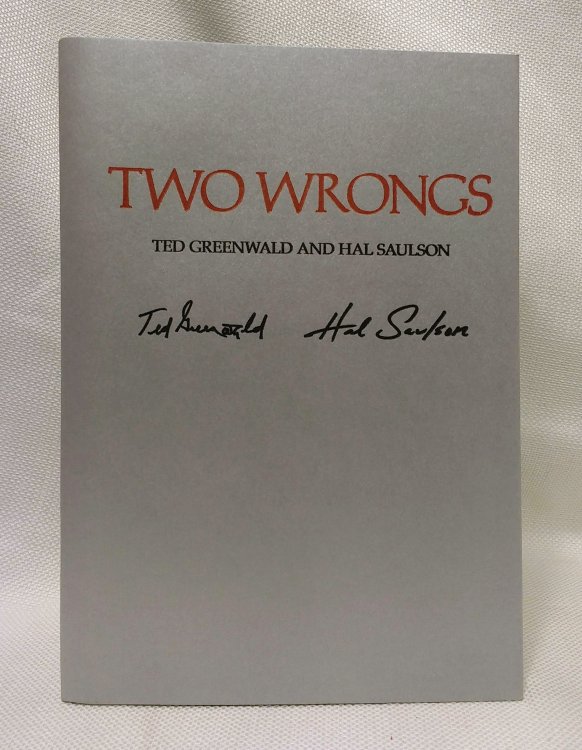 TWO WRONGS
TED GREENWALD AND HAL SAULSON
Ted Greenwald Hal Saulson